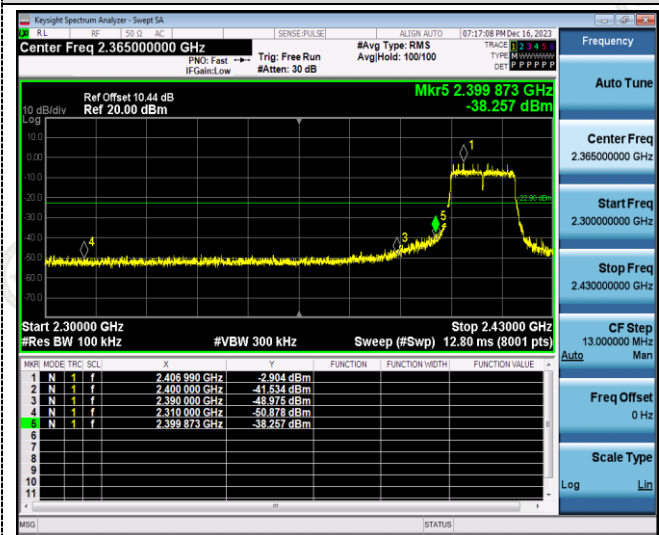 Keysight Spectrum Analyzer - Swept SA
RL RF 50 Ω AC SENSE:PULSE ALIGN AUTO 07:17:08 PM Dec 16, 2023
Center Freq 2.365000000 GHz #Avg Type: RMS TRACE 1 2 3 4 5 6
PNO: Fast Trig: Free Run Avg|Hold: 100/100 TYPE M WWWWW
IFGain:Low #Atten: 30 dB DET P P P P P P
Mkr5 2.399 873 GHz
Ref Offset 10.44 dB
10 dB/div Ref 20.00 dBm -38.257 dBm
Log
10.0
0.00
-10.0
-20.0
-22.90 dBm
-30.0
-40.0
-50.0
-60.0
-70.0
1
5
3
4
Start 2.30000 GHz Stop 2.43000 GHz
#Res BW 100 kHz #VBW 300 kHz Sweep (#Swp) 12.80 ms (8001 pts)
MKR MODE TRC SCL X Y FUNCTION FUNCTION WIDTH FUNCTION VALUE
1 N 1 f 2.406 990 GHz -2.904 dBm
2 N 1 f 2.400 000 GHz -41.534 dBm
3 N 1 f 2.390 000 GHz -48.975 dBm
4 N 1 f 2.310 000 GHz -50.878 dBm
5 N 1 f 2.399 873 GHz -38.257 dBm
6
7
8
9
10
11
MSG STATUS
Frequency
Auto Tune
Center Freq
2.365000000 GHz
Start Freq
2.300000000 GHz
Stop Freq
2.430000000 GHz
CF Step
13.000000 MHz
Auto Man
Freq Offset
0 Hz
Scale Type
Log Lin